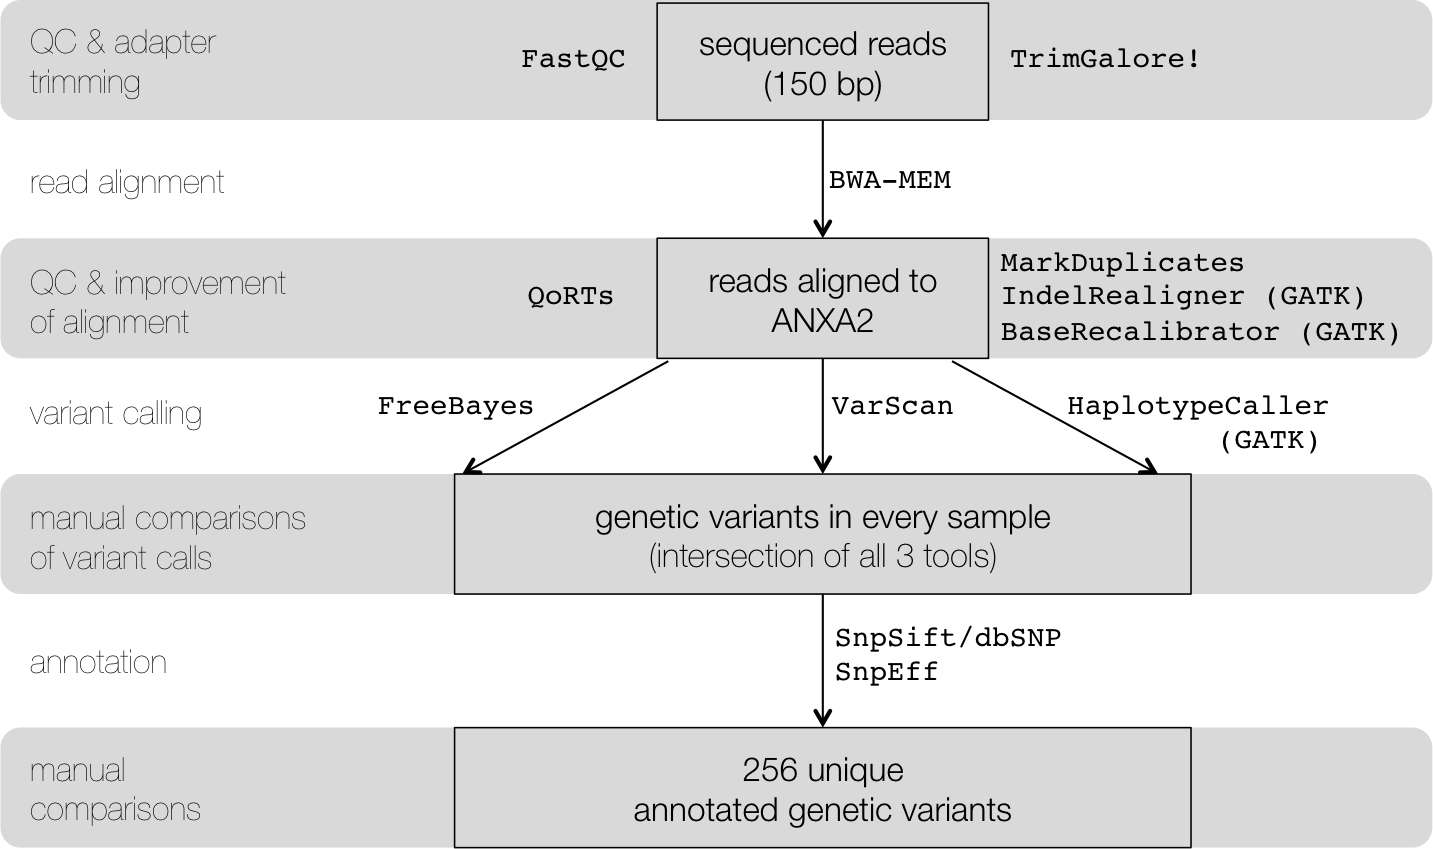 QC & adapter
trimming
FastQC
sequenced reads
(150 bp)
TrimGalore!
read alignment
BWA-MEM
QC & improvement
of alignment
QoRTs
reads aligned to
ANXA2
MarkDuplicates
IndelRealigner (GATK)
BaseRecalibrator (GATK)
variant calling
FreeBayes
VarScan
HaplotypeCaller
(GATK)
manual comparisons
of variant calls
genetic variants in every sample
(intersection of all 3 tools)
annotation
SnpSift/dbSNP
SnpEff
manual
comparisons
256 unique
annotated genetic variants